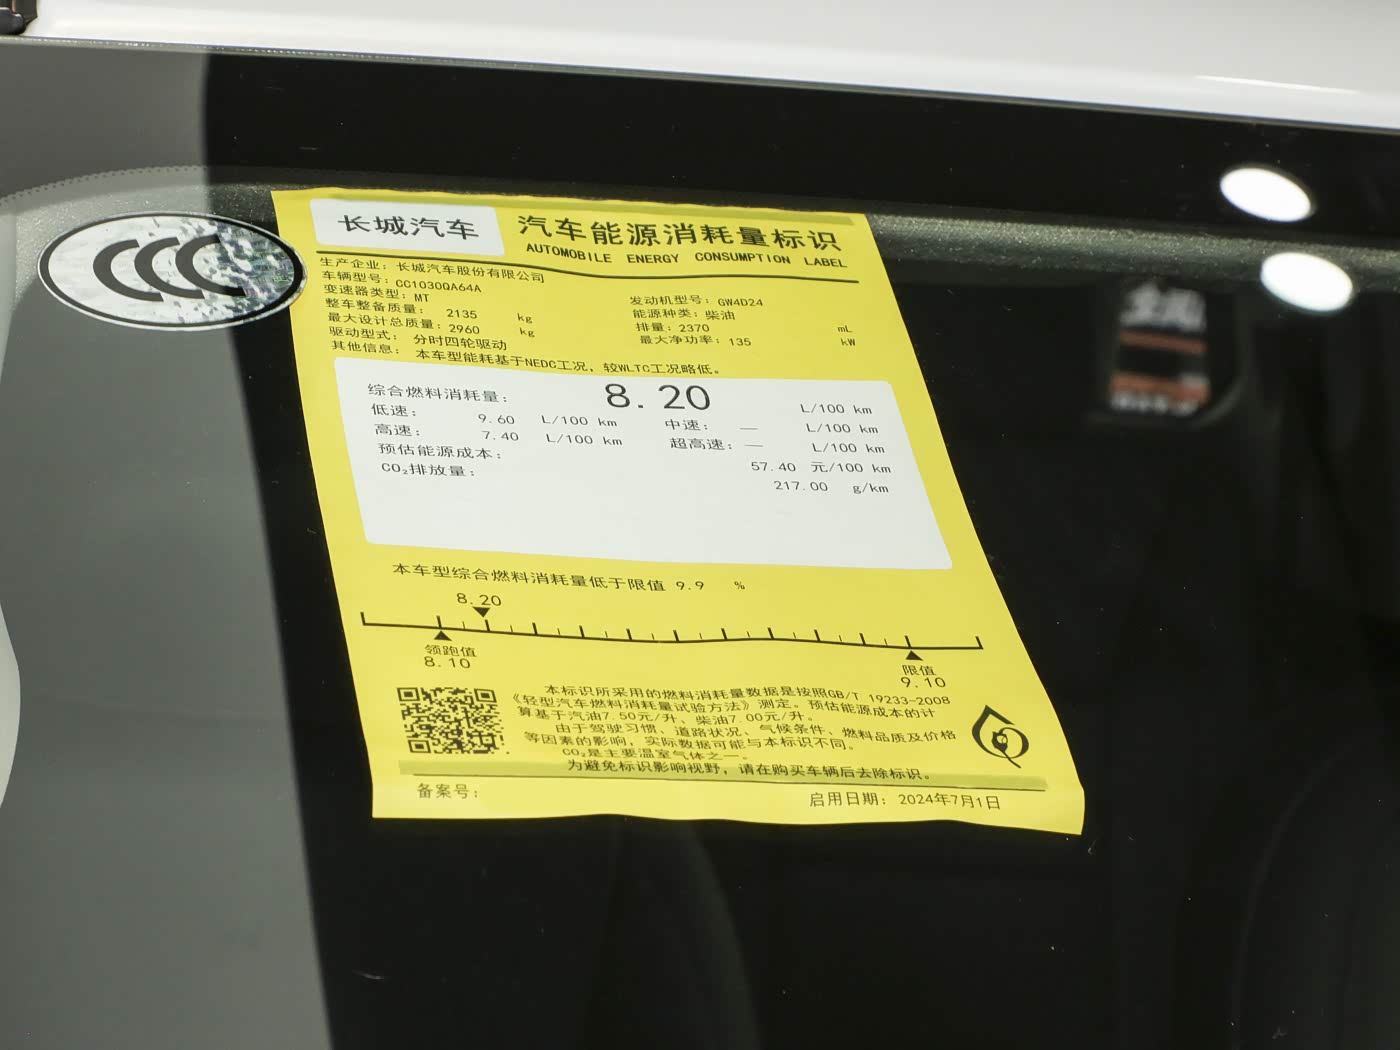 CCC
长城汽车
汽车能源消耗量标识
AUTOMOBILE ENERGY CONSUMPTION LABEL
生产企业：长城汽车股份有限公司
车辆型号：CC1030QA64A
变速器类型：MT 发动机型号：GW4D24
整车整备质量： 2135 kg 能源种类：柴油
最大设计总质量：2960 kg 排量：2370 mL
驱动型式： 分时四轮驱动 最大净功率：135 kW
其他信息： 本车型能耗基于NEDC工况，较WLTC工况略低。
综合燃料消耗量： 8.20 L/100 km
低速： 9.60 L/100 km 中速： — L/100 km
高速： 7.40 L/100 km 超高速：— L/100 km
预估能源成本： 57.40 元/100 km
CO₂排放量： 217.00 g/km
本车型综合燃料消耗量低于限值 9.9 %
8.20
领跑值
8.10
限值
9.10
本标识所采用的燃料消耗量数据是按照GB/T 19233-2008
《轻型汽车燃料消耗量试验方法》测定。预估能源成本的计
算基于汽油7.50元/升、柴油7.00元/升。
由于驾驶习惯、道路状况、气候条件、燃料品质及价格
等因素的影响，实际数据可能与本标识不同。
CO₂是主要温室气体之一。
为避免标识影响视野，请在购买车辆后去除标识。
备案号： 启用日期：2024年7月1日